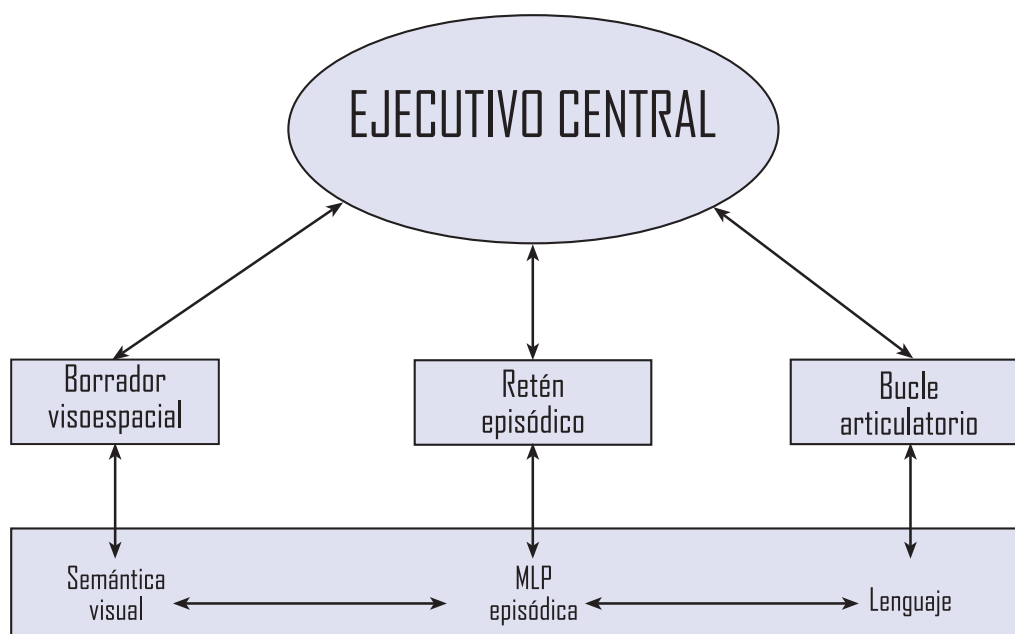 EJECUTIVO CENTRAL
Borrador
visoespacial
Retén
episódico
Bucle
articulatorio
Semántica
visual
MLP
episódica
Lenguaje